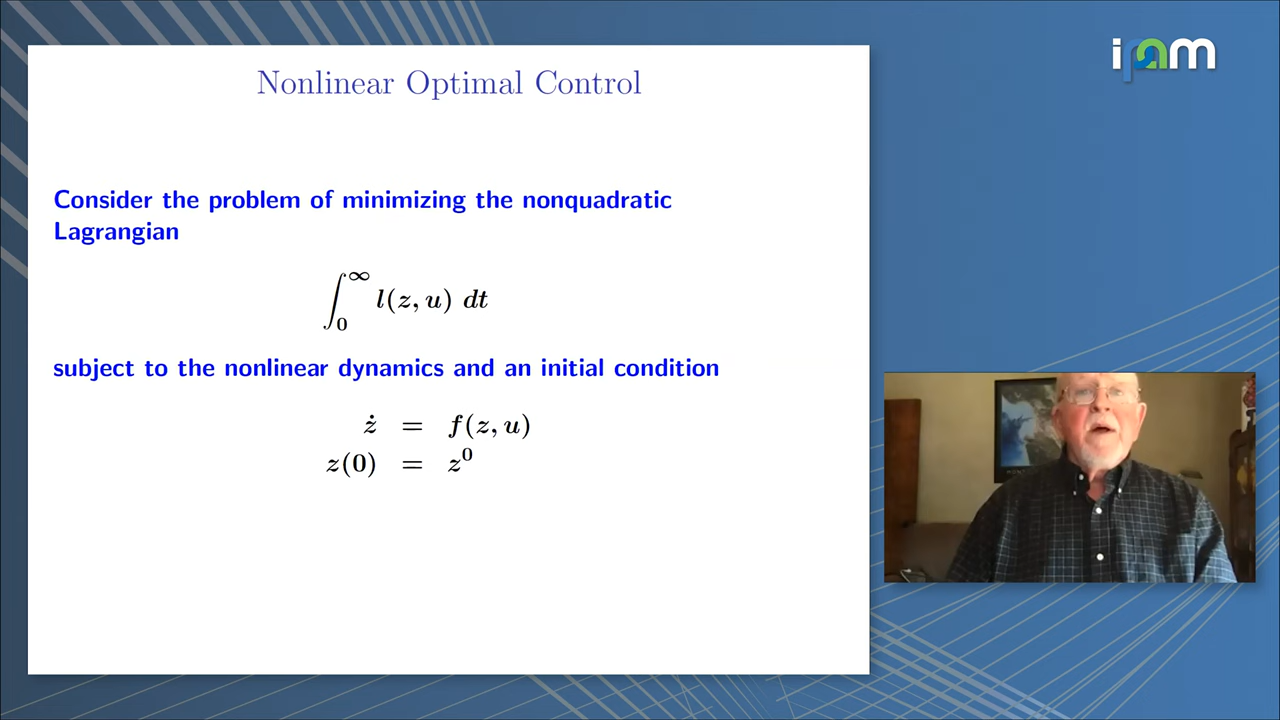 ipam
Nonlinear Optimal Control
Consider the problem of minimizing the nonquadratic
Lagrangian
∫₀^∞ l(z, u) dt
subject to the nonlinear dynamics and an initial condition
ż = f(z, u)
z(0) = z⁰